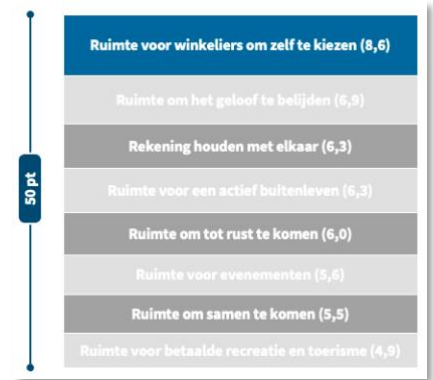 50 pt
Ruimte voor winkeliers om zelf te kiezen (8,6)
Ruimte om het geloof te belijden (6,9)
Rekening houden met elkaar (6,3)
Ruimte voor een actief buitenleven (6,3)
Ruimte om tot rust te komen (6,0)
Ruimte voor evenementen (5,6)
Ruimte om samen te komen (5,5)
Ruimte voor betaalde recreatie en toerisme (4,9)